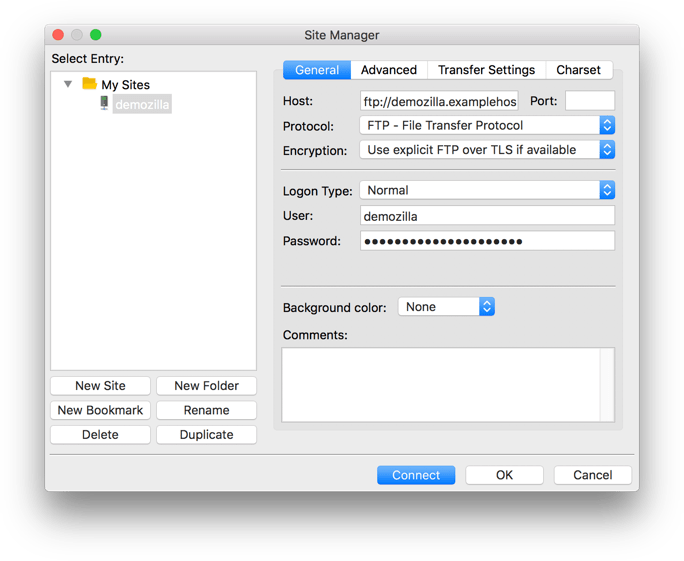 Site Manager
Select Entry:
My Sites
demozilla
New Site
New Folder
New Bookmark
Rename
Delete
Duplicate
General
Advanced
Transfer Settings
Charset
Host:
ftp://demozilla.examplehos
Port:
Protocol:
FTP - File Transfer Protocol
Encryption:
Use explicit FTP over TLS if available
Logon Type:
Normal
User:
demozilla
Password:
●●●●●●●●●●●●●●●●●●●●●
Background color:
None
Comments:
Connect
OK
Cancel